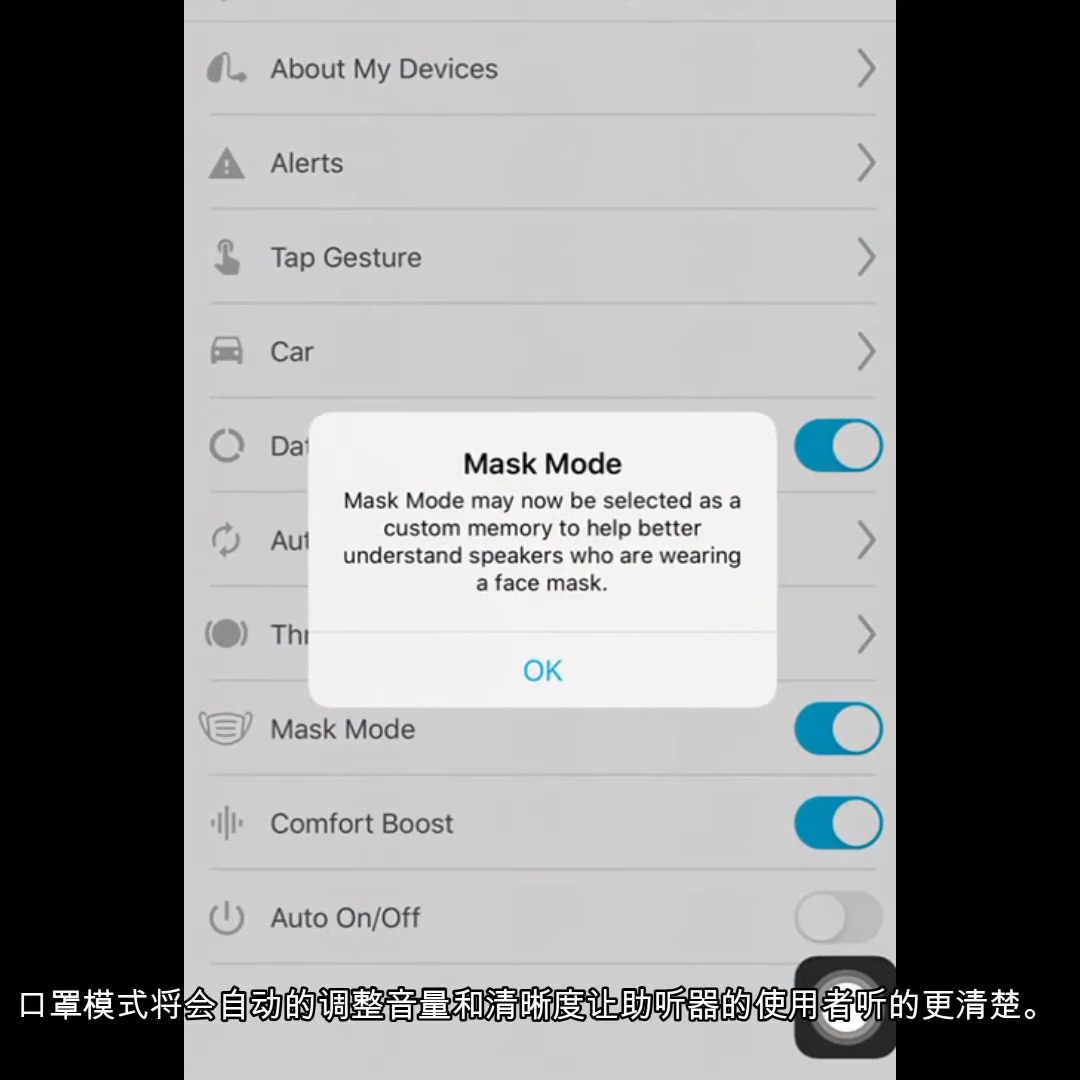 About My Devices
Alerts
Tap Gesture
Car
Mask Mode
Mask Mode may now be selected as a
custom memory to help better
understand speakers who are wearing
a face mask.
OK
Mask Mode
Comfort Boost
Auto On/Off
口罩模式将会自动的调整音量和清晰度让助听器的使用者听的更清楚。